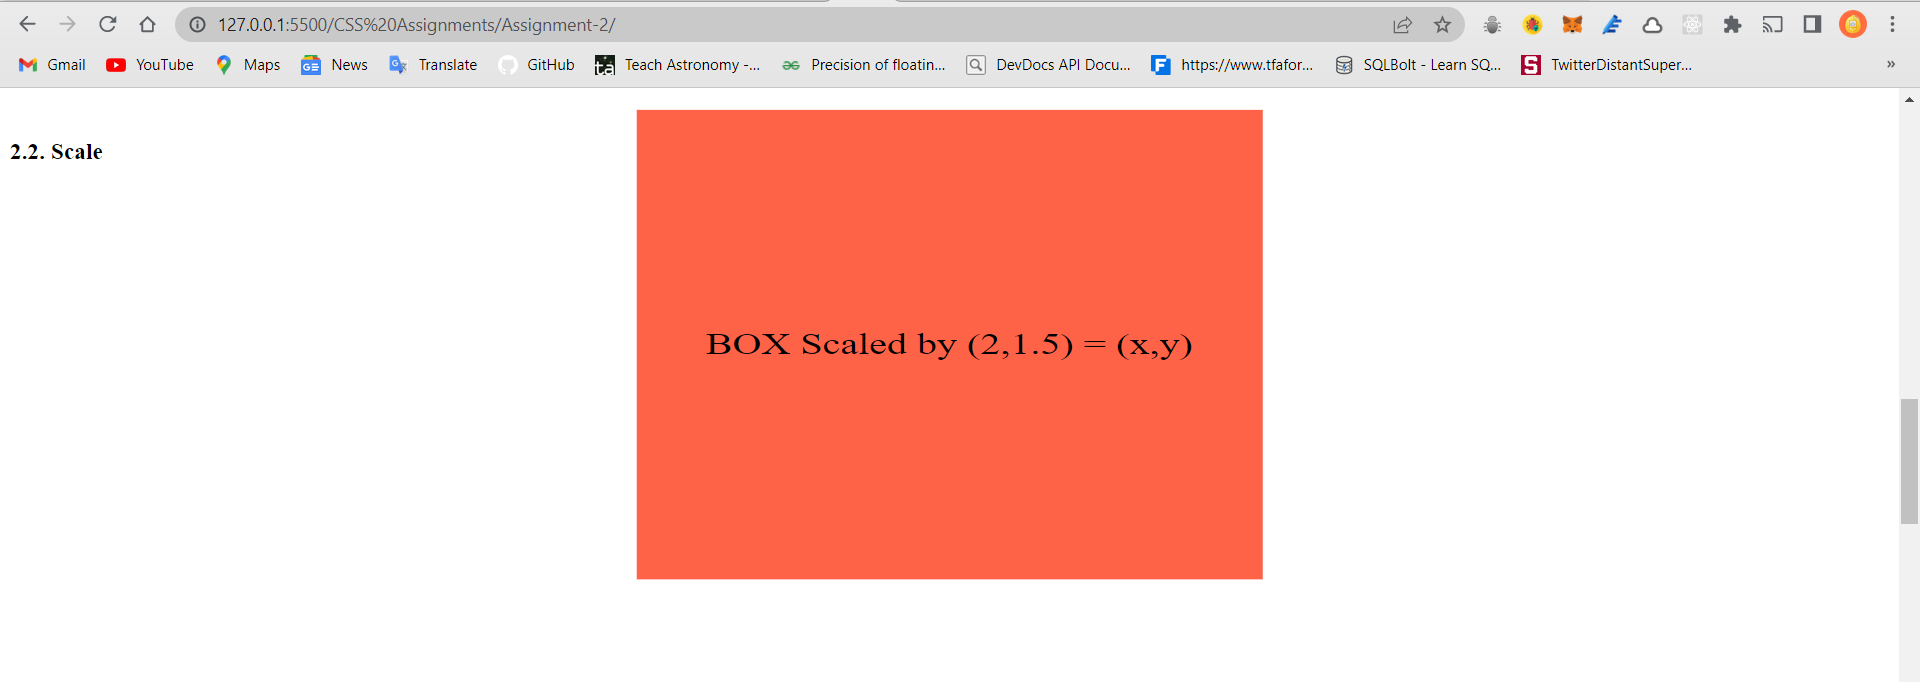 127.0.0.1:5500/CSS%20Assignments/Assignment-2/
Gmail YouTube Maps News Translate GitHub Teach Astronomy -... Precision of floatin... DevDocs API Docu... https://www.tfafor... SQLBolt - Learn SQ... TwitterDistantSuper... »
2.2. Scale
BOX Scaled by (2,1.5) = (x,y)